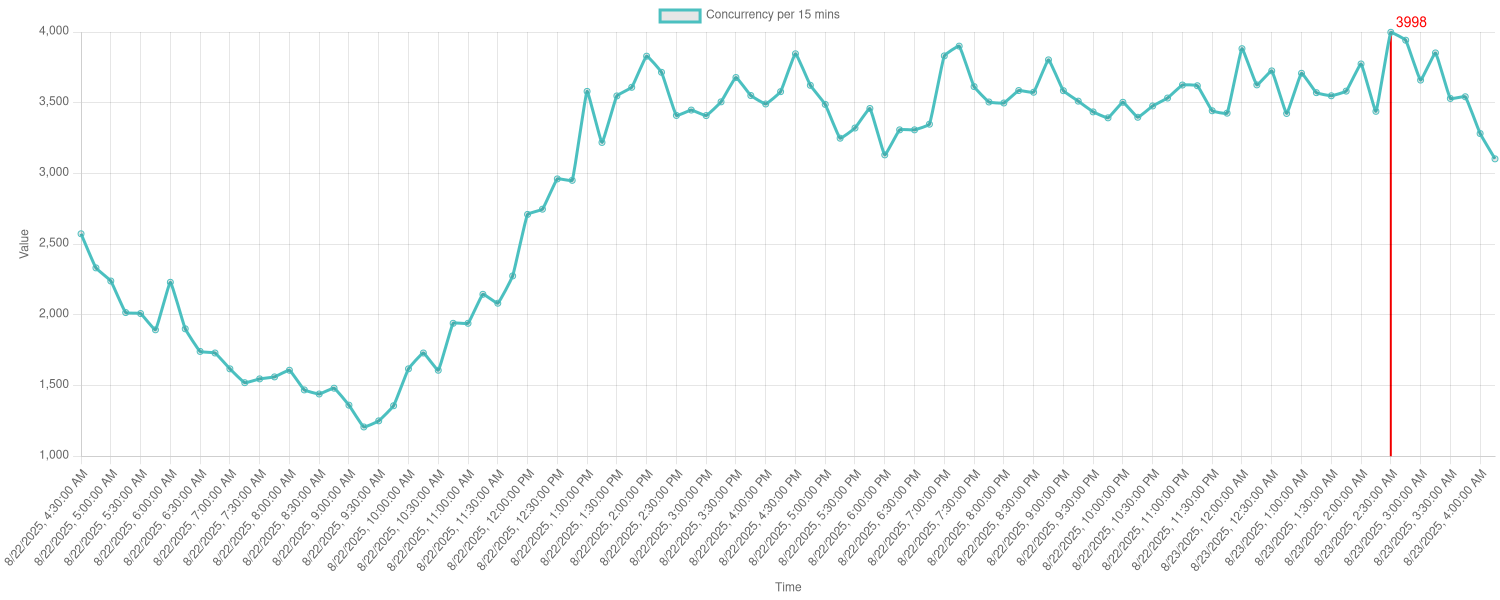 Concurrency per 15 mins
3998
4,000
3,500
3,000
2,500
2,000
1,500
1,000
Value
8/22/2025, 4:30:00 AM
8/22/2025, 5:00:00 AM
8/22/2025, 5:30:00 AM
8/22/2025, 6:00:00 AM
8/22/2025, 6:30:00 AM
8/22/2025, 7:00:00 AM
8/22/2025, 7:30:00 AM
8/22/2025, 8:00:00 AM
8/22/2025, 8:30:00 AM
8/22/2025, 9:00:00 AM
8/22/2025, 9:30:00 AM
8/22/2025, 10:00:00 AM
8/22/2025, 10:30:00 AM
8/22/2025, 11:00:00 AM
8/22/2025, 11:30:00 AM
8/22/2025, 12:00:00 PM
8/22/2025, 12:30:00 PM
8/22/2025, 1:00:00 PM
8/22/2025, 1:30:00 PM
8/22/2025, 2:00:00 PM
8/22/2025, 2:30:00 PM
8/22/2025, 3:00:00 PM
8/22/2025, 3:30:00 PM
8/22/2025, 4:00:00 PM
8/22/2025, 4:30:00 PM
8/22/2025, 5:00:00 PM
8/22/2025, 5:30:00 PM
8/22/2025, 6:00:00 PM
8/22/2025, 6:30:00 PM
8/22/2025, 7:00:00 PM
8/22/2025, 7:30:00 PM
8/22/2025, 8:00:00 PM
8/22/2025, 8:30:00 PM
8/22/2025, 9:00:00 PM
8/22/2025, 9:30:00 PM
8/22/2025, 10:00:00 PM
8/22/2025, 10:30:00 PM
8/22/2025, 11:00:00 PM
8/22/2025, 11:30:00 PM
8/23/2025, 12:00:00 AM
8/23/2025, 12:30:00 AM
8/23/2025, 1:00:00 AM
8/23/2025, 1:30:00 AM
8/23/2025, 2:00:00 AM
8/23/2025, 2:30:00 AM
8/23/2025, 3:00:00 AM
8/23/2025, 3:30:00 AM
8/23/2025, 4:00:00 AM
Time